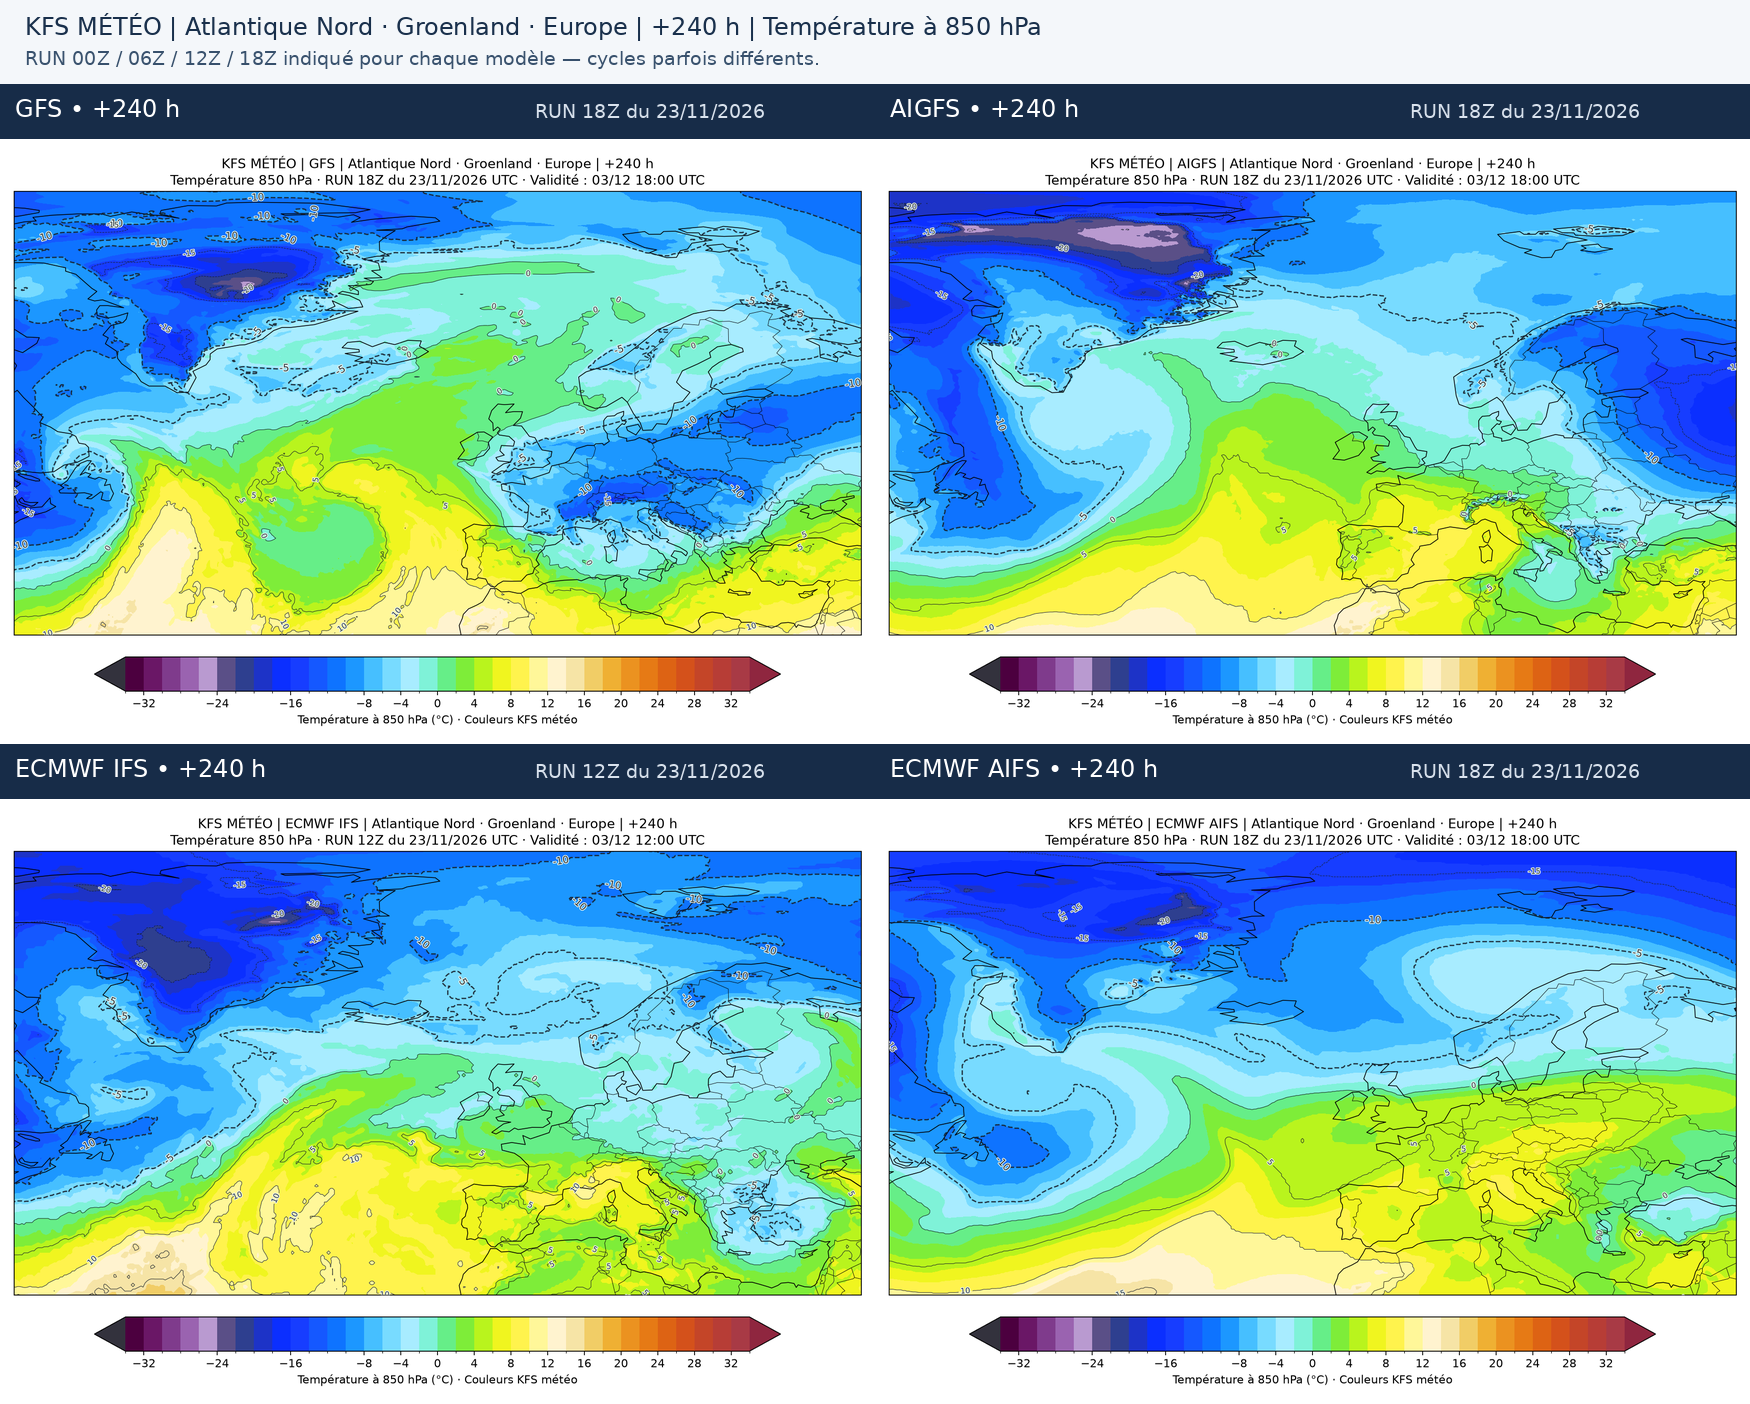 KFS MÉTÉO | Atlantique Nord · Groenland · Europe | +240 h | Température à 850 hPa
RUN 00Z / 06Z / 12Z / 18Z indiqué pour chaque modèle — cycles parfois différents.
GFS • +240 h
RUN 18Z du 23/11/2026
KFS MÉTÉO | GFS | Atlantique Nord · Groenland · Europe | +240 h
Température 850 hPa · RUN 18Z du 23/11/2026 UTC · Validité : 03/12 18:00 UTC
−32 −24 −16 −8 −4 0 4 8 12 16 20 24 28 32
Température à 850 hPa (°C) · Couleurs KFS météo
AIGFS • +240 h
RUN 18Z du 23/11/2026
KFS MÉTÉO | AIGFS | Atlantique Nord · Groenland · Europe | +240 h
Température 850 hPa · RUN 18Z du 23/11/2026 UTC · Validité : 03/12 18:00 UTC
−32 −24 −16 −8 −4 0 4 8 12 16 20 24 28 32
Température à 850 hPa (°C) · Couleurs KFS météo
ECMWF IFS • +240 h
RUN 12Z du 23/11/2026
KFS MÉTÉO | ECMWF IFS | Atlantique Nord · Groenland · Europe | +240 h
Température 850 hPa · RUN 12Z du 23/11/2026 UTC · Validité : 03/12 12:00 UTC
−32 −24 −16 −8 −4 0 4 8 12 16 20 24 28 32
Température à 850 hPa (°C) · Couleurs KFS météo
ECMWF AIFS • +240 h
RUN 18Z du 23/11/2026
KFS MÉTÉO | ECMWF AIFS | Atlantique Nord · Groenland · Europe | +240 h
Température 850 hPa · RUN 18Z du 23/11/2026 UTC · Validité : 03/12 18:00 UTC
−32 −24 −16 −8 −4 0 4 8 12 16 20 24 28 32
Température à 850 hPa (°C) · Couleurs KFS météo